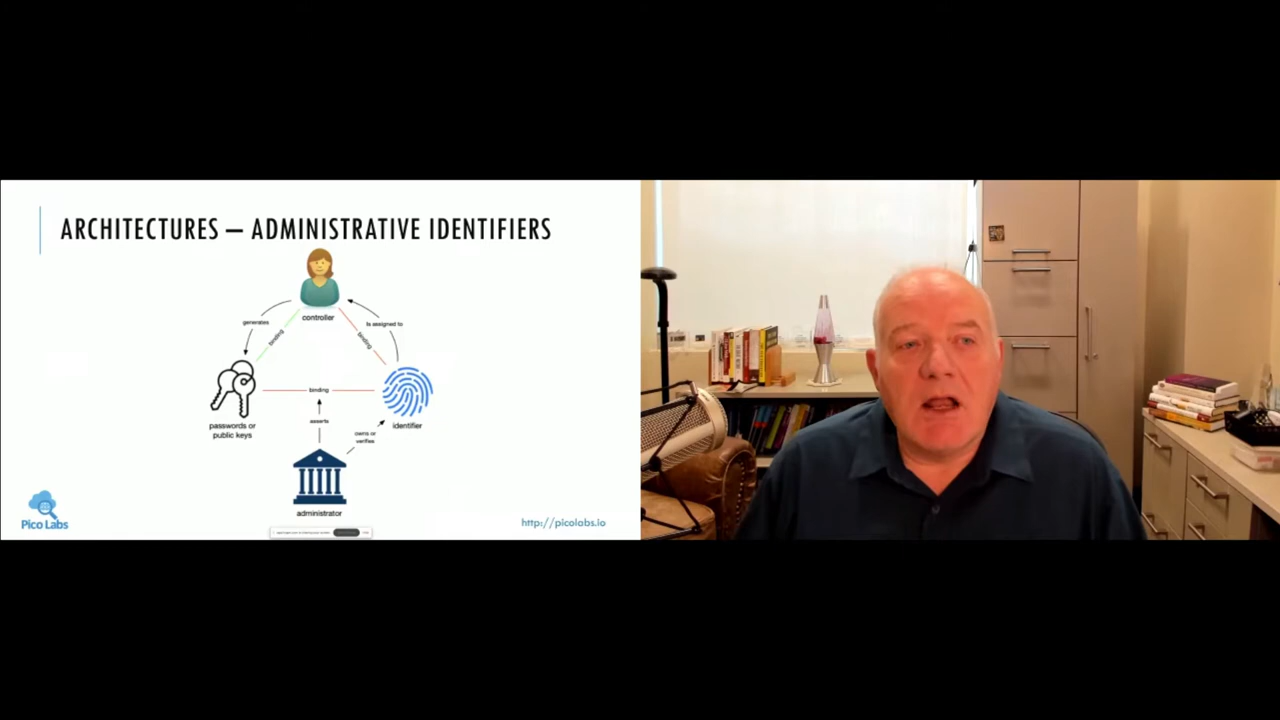 ARCHITECTURES – ADMINISTRATIVE IDENTIFIERS
controller
generates
Is assigned to
binding
binding
binding
passwords or
public keys
identifier
asserts
owns or
verifies
administrator
Pico Labs
http://picolabs.io